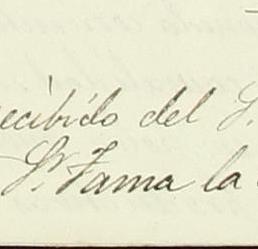 ecibido del S.
Sr. Fama la